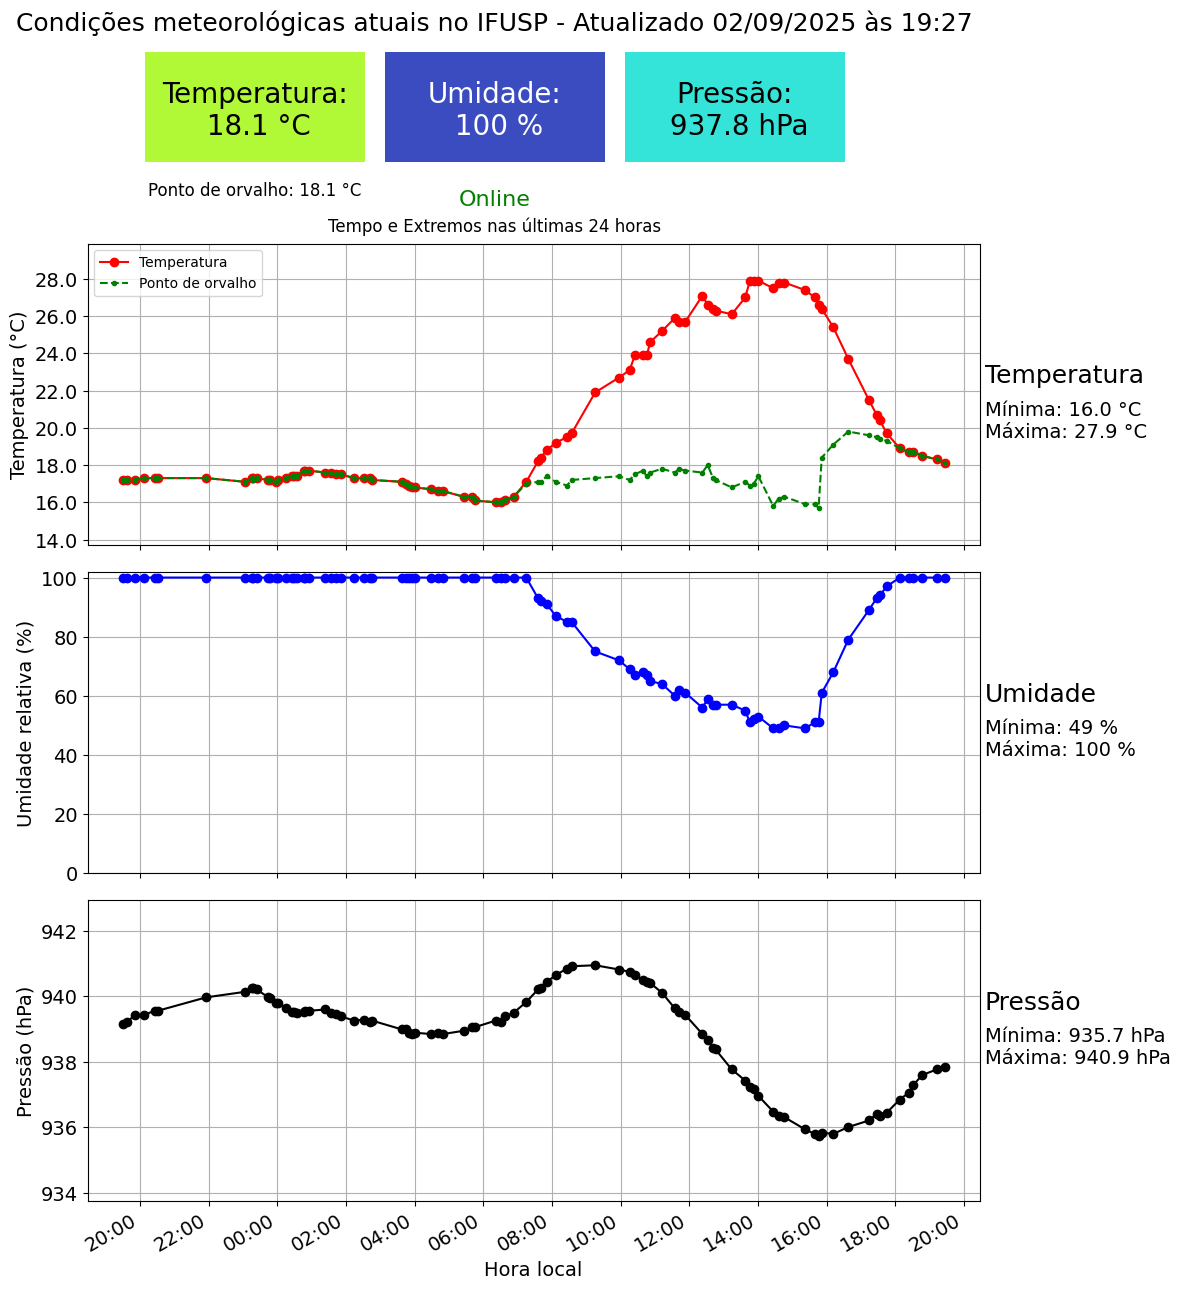 Condições meteorológicas atuais no IFUSP - Atualizado 02/09/2025 às 19:27
Temperatura:
18.1 °C
Umidade:
100 %
Pressão:
937.8 hPa
Ponto de orvalho: 18.1 °C
Online
Tempo e Extremos nas últimas 24 horas
Temperatura
Ponto de orvalho
Temperatura (°C)
28.0
26.0
24.0
22.0
20.0
18.0
16.0
14.0
Temperatura
Mínima: 16.0 °C
Máxima: 27.9 °C
Umidade relativa (%)
100
80
60
40
20
0
Umidade
Mínima: 49 %
Máxima: 100 %
Pressão (hPa)
942
940
938
936
934
Pressão
Mínima: 935.7 hPa
Máxima: 940.9 hPa
20:00
22:00
00:00
02:00
04:00
06:00
08:00
10:00
12:00
14:00
16:00
18:00
20:00
Hora local